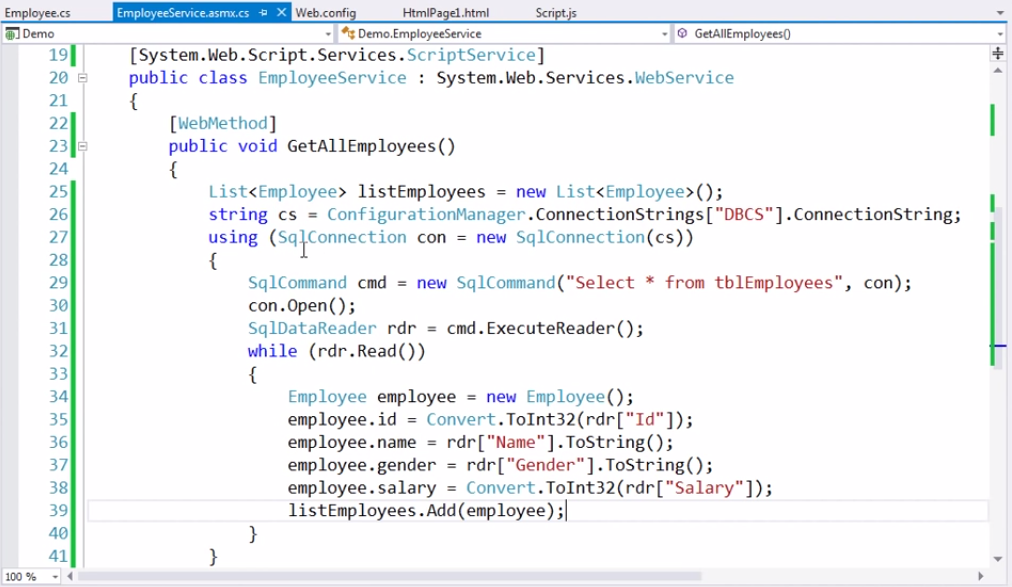 Employee.cs EmployeeService.asmx.cs Web.config HtmlPage1.html Script.js
Demo Demo.EmployeeService GetAllEmployees()
19 [System.Web.Script.Services.ScriptService]
20 public class EmployeeService : System.Web.Services.WebService
21 {
22 [WebMethod]
23 public void GetAllEmployees()
24 {
25 List<Employee> listEmployees = new List<Employee>();
26 string cs = ConfigurationManager.ConnectionStrings["DBCS"].ConnectionString;
27 using (SqlConnection con = new SqlConnection(cs))
28 {
29 SqlCommand cmd = new SqlCommand("Select * from tblEmployees", con);
30 con.Open();
31 SqlDataReader rdr = cmd.ExecuteReader();
32 while (rdr.Read())
33 {
34 Employee employee = new Employee();
35 employee.id = Convert.ToInt32(rdr["Id"]);
36 employee.name = rdr["Name"].ToString();
37 employee.gender = rdr["Gender"].ToString();
38 employee.salary = Convert.ToInt32(rdr["Salary"]);
39 listEmployees.Add(employee);
40 }
41 }
100 %